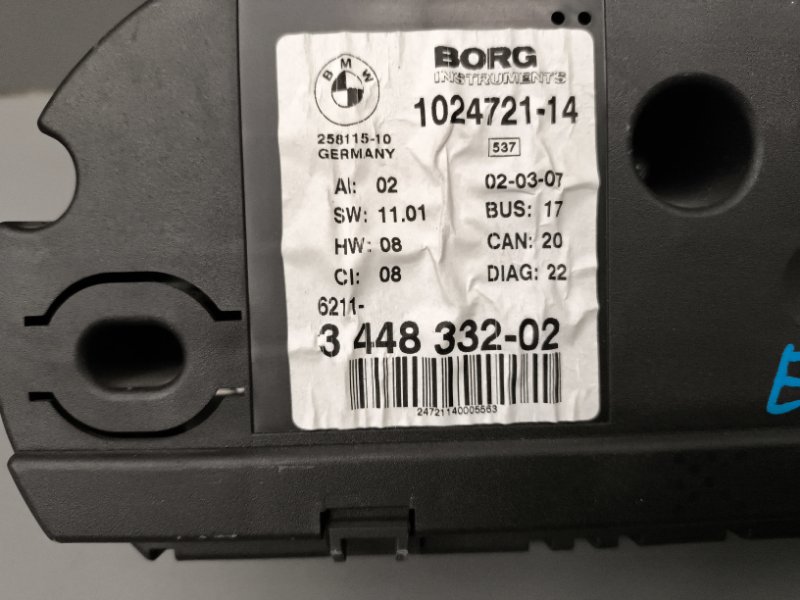 BMW
BORG
INSTRUMENTS
1024721-14
258115-10
GERMANY
537
AI: 02
02-03-07
SW: 11.01
BUS: 17
HW: 08
CAN: 20
CI: 08
DIAG: 22
6211-
3 448 332-02
24721140005563